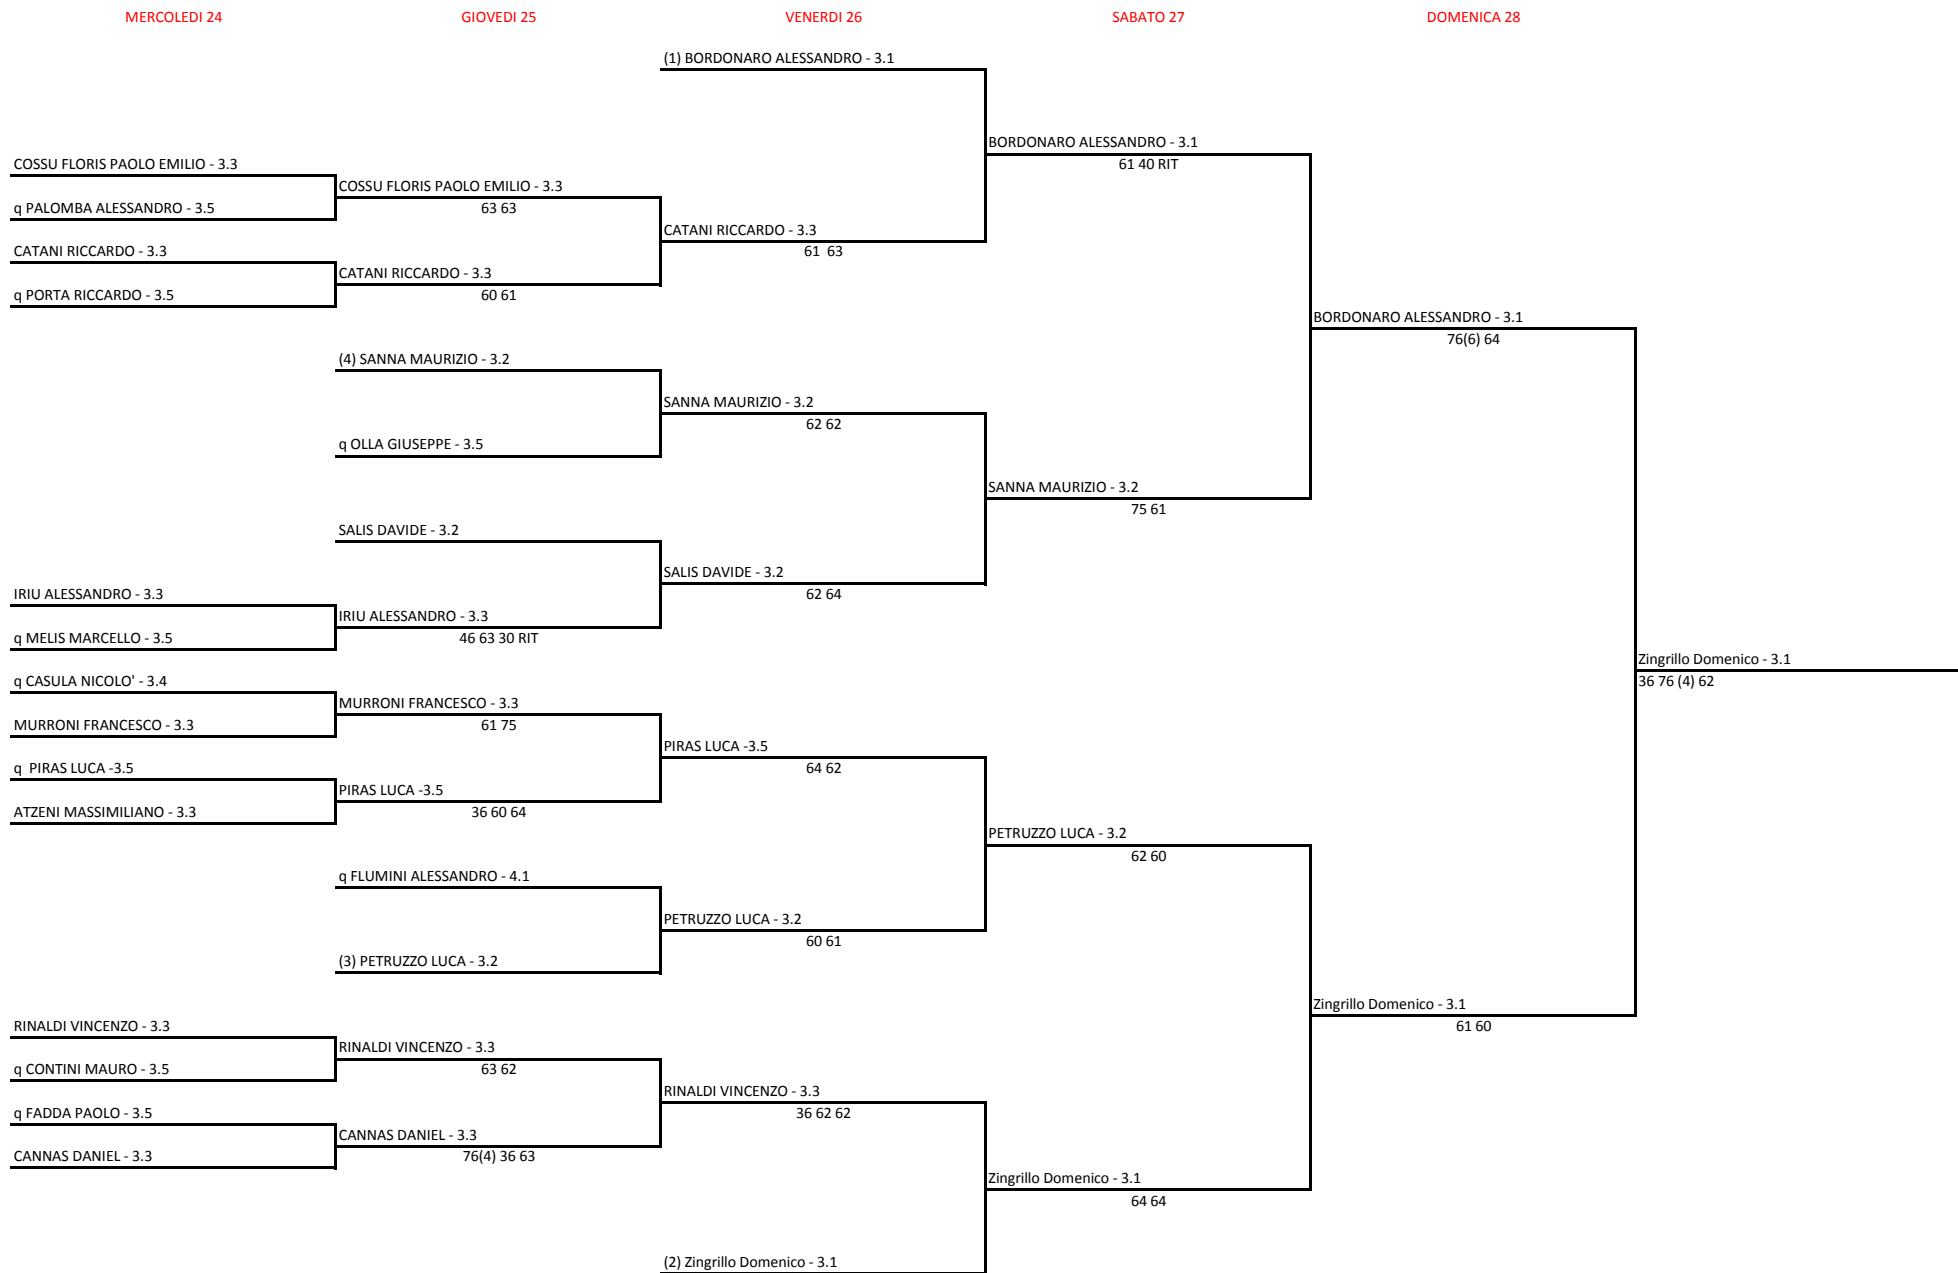 MERCOLEDI 24
GIOVEDI 25
VENERDI 26
SABATO 27
DOMENICA 28
(1) BORDONARO ALESSANDRO - 3.1
BORDONARO ALESSANDRO - 3.1
61 40 RIT
COSSU FLORIS PAOLO EMILIO - 3.3
COSSU FLORIS PAOLO EMILIO - 3.3
63 63
q PALOMBA ALESSANDRO - 3.5
CATANI RICCARDO - 3.3
61  63
CATANI RICCARDO - 3.3
CATANI RICCARDO - 3.3
60 61
q PORTA RICCARDO - 3.5
BORDONARO ALESSANDRO - 3.1
76(6) 64
(4) SANNA MAURIZIO - 3.2
SANNA MAURIZIO - 3.2
62 62
q OLLA GIUSEPPE - 3.5
SANNA MAURIZIO - 3.2
75 61
SALIS DAVIDE - 3.2
SALIS DAVIDE - 3.2
62 64
IRIU ALESSANDRO - 3.3
IRIU ALESSANDRO - 3.3
46 63 30 RIT
q MELIS MARCELLO - 3.5
Zingrillo Domenico - 3.1
36 76 (4) 62
q CASULA NICOLO' - 3.4
MURRONI FRANCESCO - 3.3
61 75
MURRONI FRANCESCO - 3.3
PIRAS LUCA -3.5
64 62
q  PIRAS LUCA -3.5
PIRAS LUCA -3.5
36 60 64
ATZENI MASSIMILIANO - 3.3
PETRUZZO LUCA - 3.2
62 60
q FLUMINI ALESSANDRO - 4.1
PETRUZZO LUCA - 3.2
60 61
(3) PETRUZZO LUCA - 3.2
Zingrillo Domenico - 3.1
61 60
RINALDI VINCENZO - 3.3
RINALDI VINCENZO - 3.3
63 62
q CONTINI MAURO - 3.5
RINALDI VINCENZO - 3.3
36 62 62
q FADDA PAOLO - 3.5
CANNAS DANIEL - 3.3
76(4) 36 63
CANNAS DANIEL - 3.3
Zingrillo Domenico - 3.1
64 64
(2) Zingrillo Domenico - 3.1